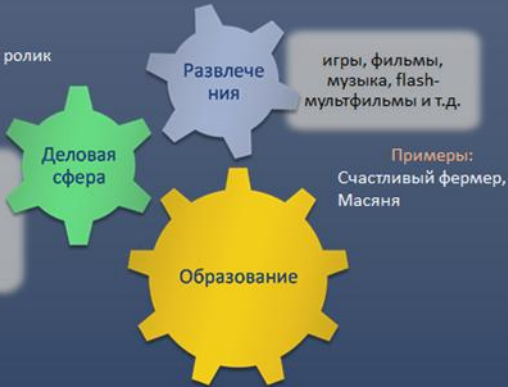 ролик
Развлече
ния
игры, фильмы,
музыка, flash-
мультфильмы и т.д.
Деловая
сфера
Примеры:
Счастливый фермер,
Масяня
Образование